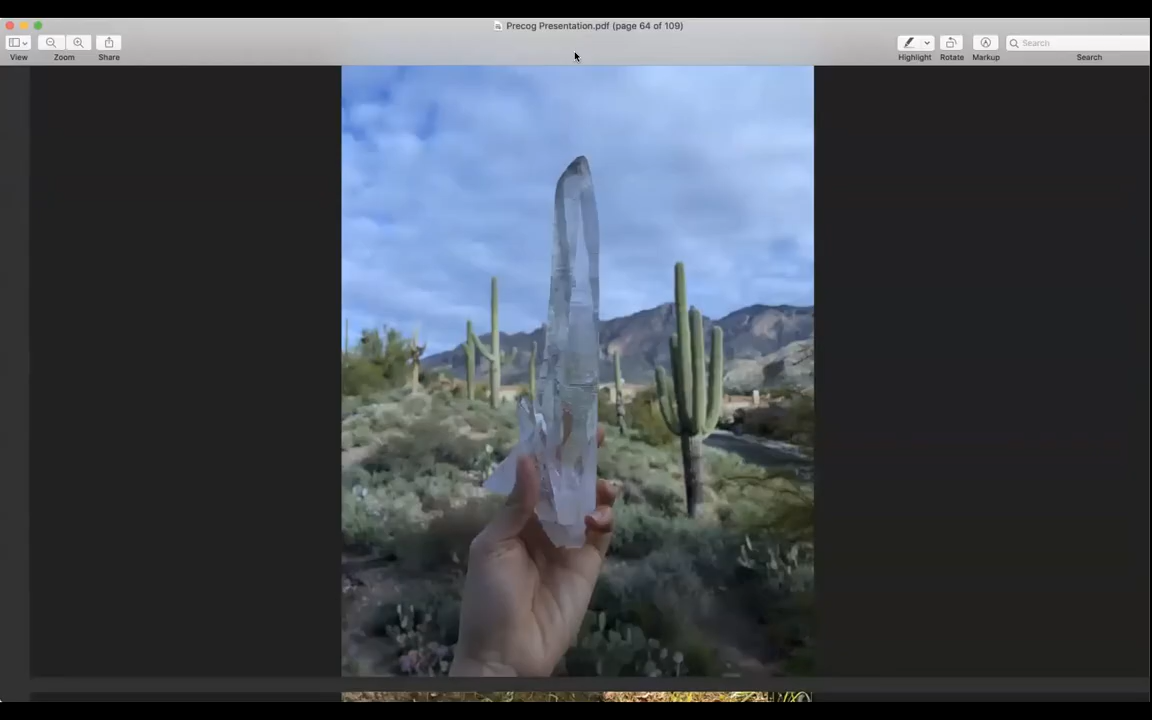 Precog Presentation.pdf (page 64 of 109)
View
Zoom
Share
Highlight
Rotate
Markup
Search
Search